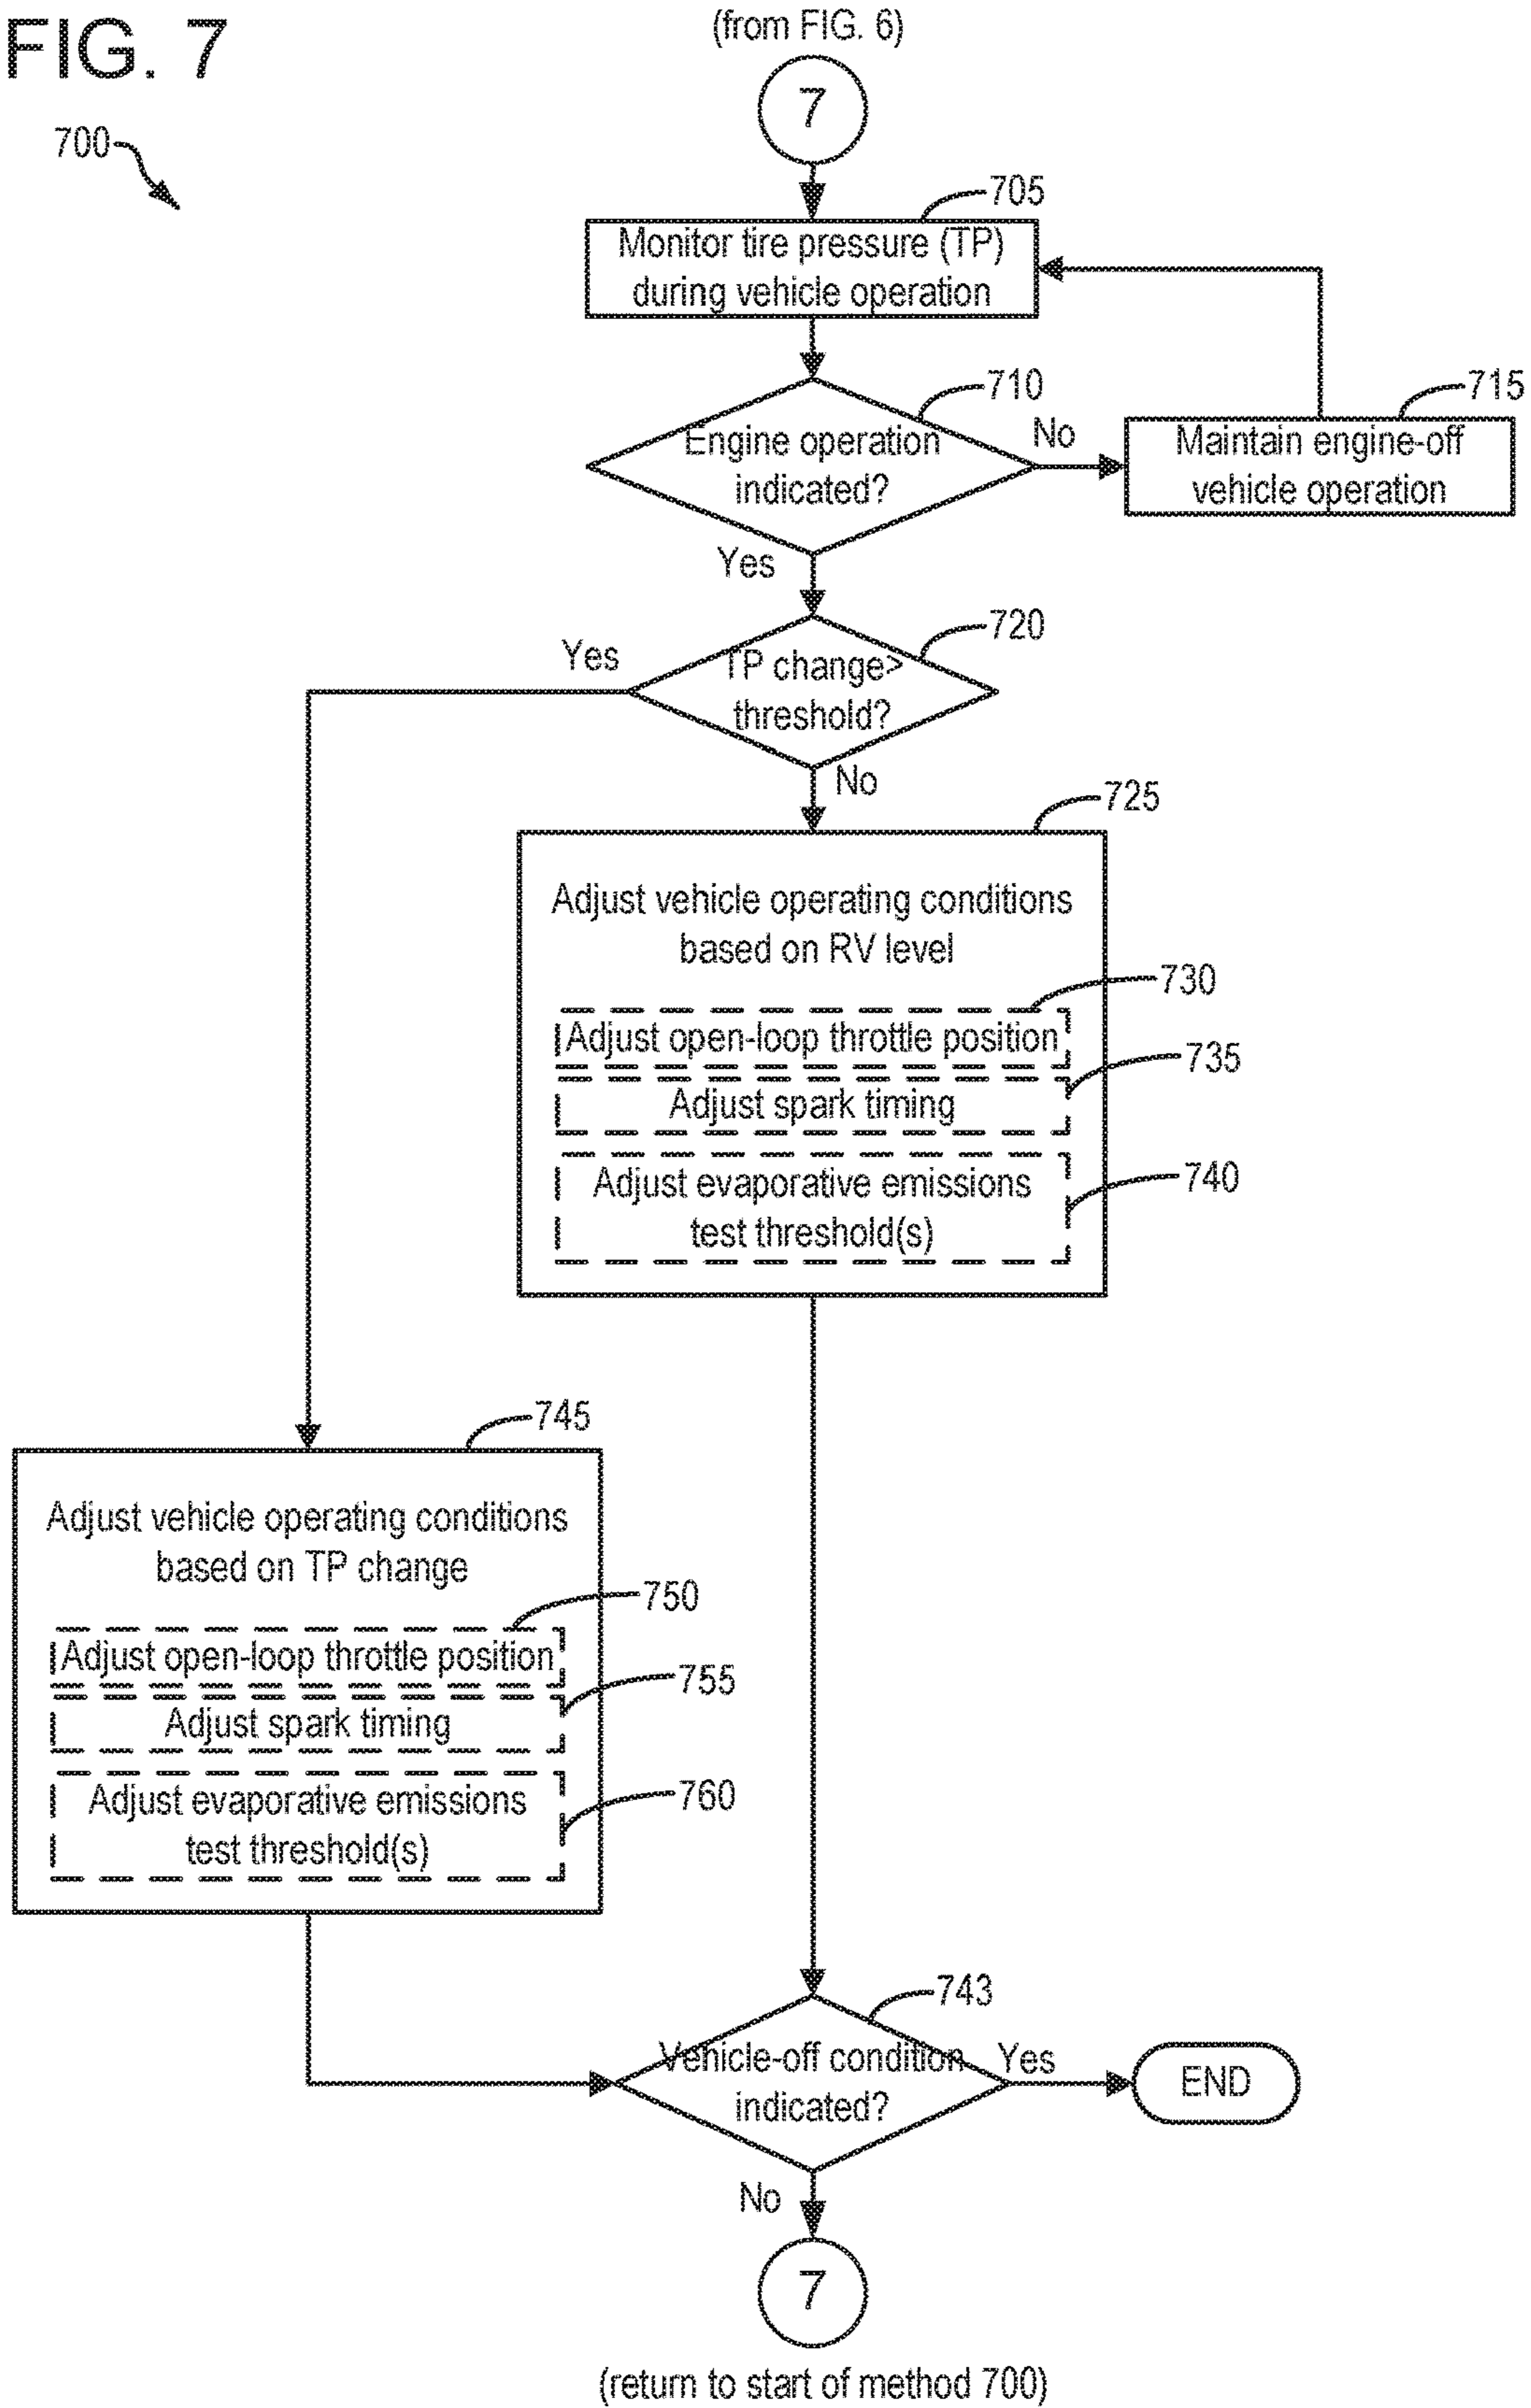 FIG. 7
(from FIG. 6)
7
700
705
Monitor tire pressure (TP)
during vehicle operation
710
Engine operation
indicated?
No
715
Maintain engine-off
vehicle operation
Yes
720
Yes
TP change>
threshold?
No
725
Adjust vehicle operating conditions
based on RV level
730
Adjust open-loop throttle position
735
Adjust spark timing
740
Adjust evaporative emissions
test threshold(s)
745
Adjust vehicle operating conditions
based on TP change
750
Adjust open-loop throttle position
755
Adjust spark timing
760
Adjust evaporative emissions
test threshold(s)
743
Vehicle-off condition
indicated?
Yes
END
No
7
(return to start of method 700)